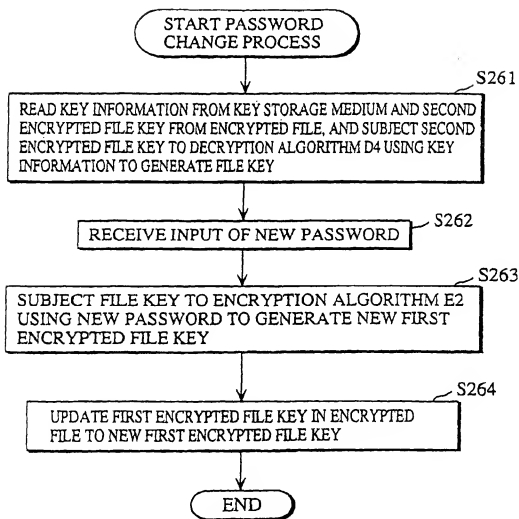 START PASSWORD
CHANGE PROCESS
S261
READ KEY INFORMATION FROM KEY STORAGE MEDIUM AND SECOND
ENCRYPTED FILE KEY FROM ENCRYPTED FILE, AND SUBJECT SECOND
ENCRYPTED FILE KEY TO DECRYPTION ALGORITHM D4 USING KEY
INFORMATION TO GENERATE FILE KEY
S262
RECEIVE INPUT OF NEW PASSWORD
S263
SUBJECT FILE KEY TO ENCRYPTION ALGORITHM E2
USING NEW PASSWORD TO GENERATE NEW FIRST
ENCRYPTED FILE KEY
S264
UPDATE FIRST ENCRYPTED FILE KEY IN ENCRYPTED
FILE TO NEW FIRST ENCRYPTED FILE KEY
END